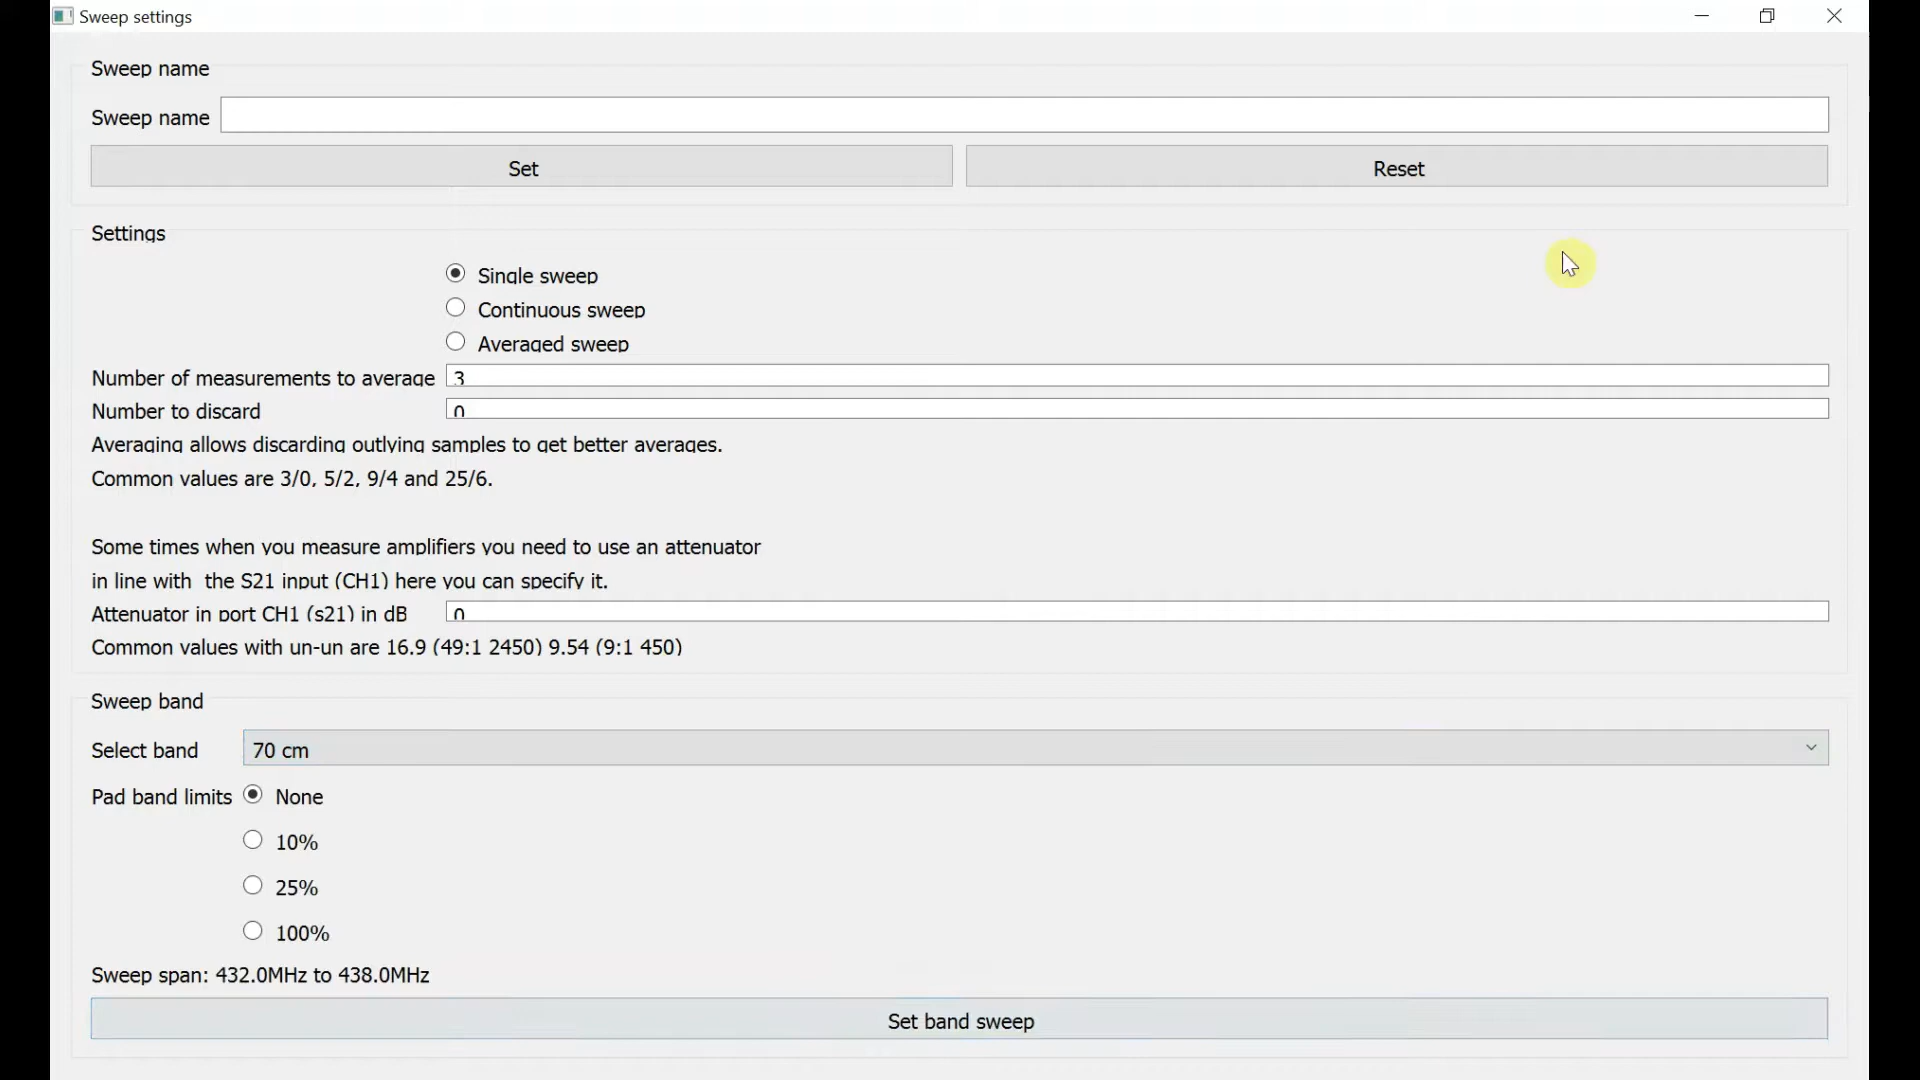 Sweep settings
Sweep name
Sweep name
Set Reset
Settings
Single sweep
Continuous sweep
Averaged sweep
Number of measurements to average 3
Number to discard 0
Averaging allows discarding outlying samples to get better averages.
Common values are 3/0, 5/2, 9/4 and 25/6.
Some times when you measure amplifiers you need to use an attenuator
in line with  the S21 input (CH1) here you can specify it.
Attenuator in port CH1 (s21) in dB 0
Common values with un-un are 16.9 (49:1 2450) 9.54 (9:1 450)
Sweep band
Select band 70 cm
Pad band limits None
10%
25%
100%
Sweep span: 432.0MHz to 438.0MHz
Set band sweep